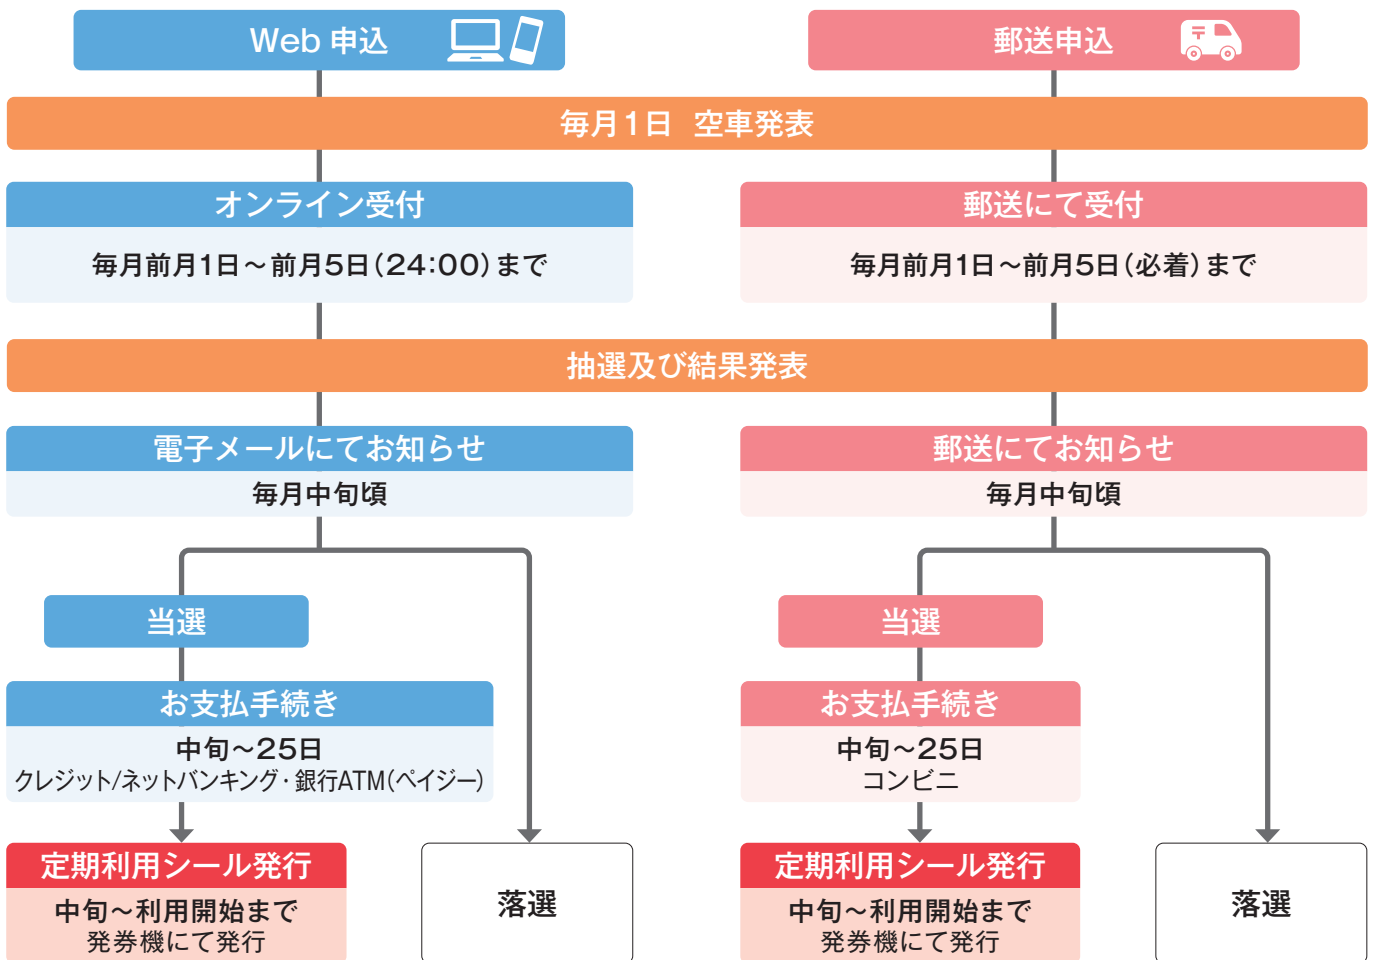 Web 申込
郵送申込
毎月1日 空車発表
オンライン受付
毎月前月1日～前月5日(24:00)まで
郵送にて受付
毎月前月1日～前月5日(必着)まで
抽選及び結果発表
電子メールにてお知らせ
毎月中旬頃
郵送にてお知らせ
毎月中旬頃
当選
当選
お支払手続き
中旬～25日
クレジット/ネットバンキング・銀行ATM(ペイジー)
お支払手続き
中旬～25日
コンビニ
定期利用シール発行
中旬～利用開始まで
発券機にて発行
落選
定期利用シール発行
中旬～利用開始まで
発券機にて発行
落選